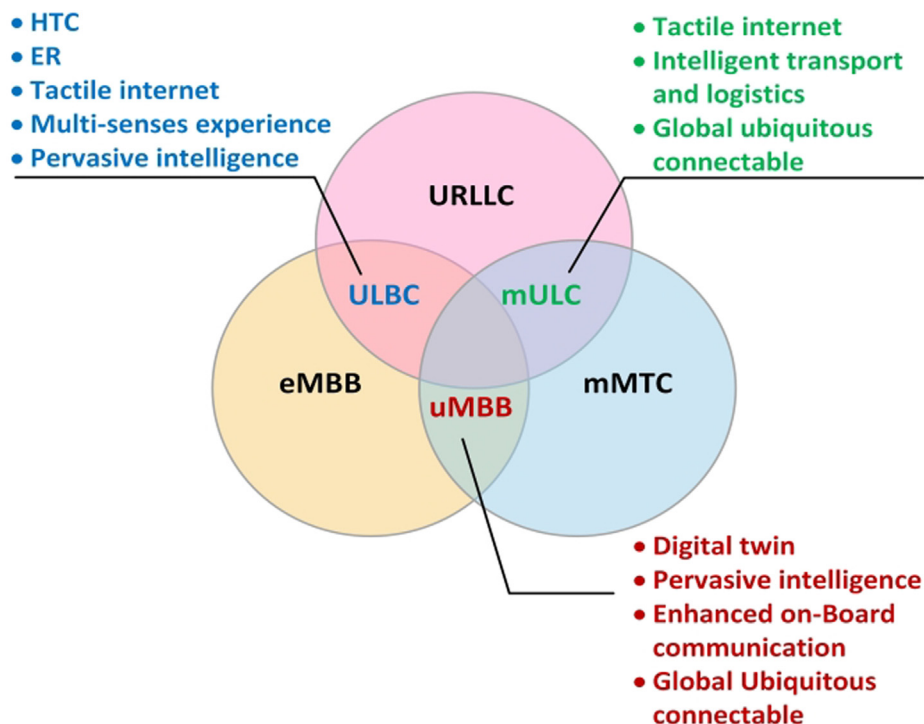 • HTC
• ER
• Tactile internet
• Multi-senses experience
• Pervasive intelligence
• Tactile internet
• Intelligent transport
and logistics
• Global ubiquitous
connectable
URLLC
ULBC
mULC
eMBB
mMTC
uMBB
• Digital twin
• Pervasive intelligence
• Enhanced on-Board
communication
• Global Ubiquitous
connectable